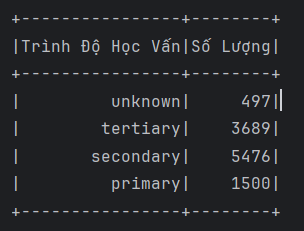 +----------------+--------+
|Trình Độ Học Vấn|Số Lượng|
+----------------+--------+
|         unknown|     497|
|        tertiary|    3689|
|       secondary|    5476|
|         primary|    1500|
+----------------+--------+